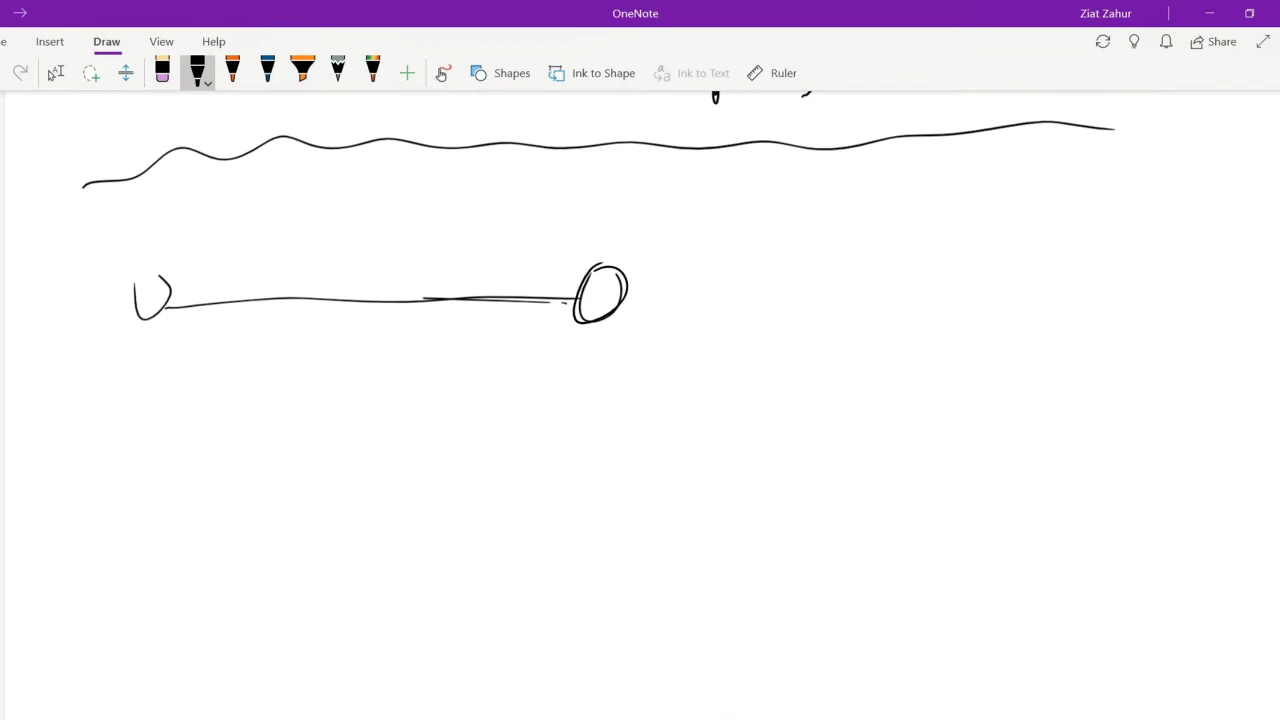 OneNote
Ziat Zahur
Insert Draw View Help
Share
Shapes Ink to Shape Ink to Text Ruler